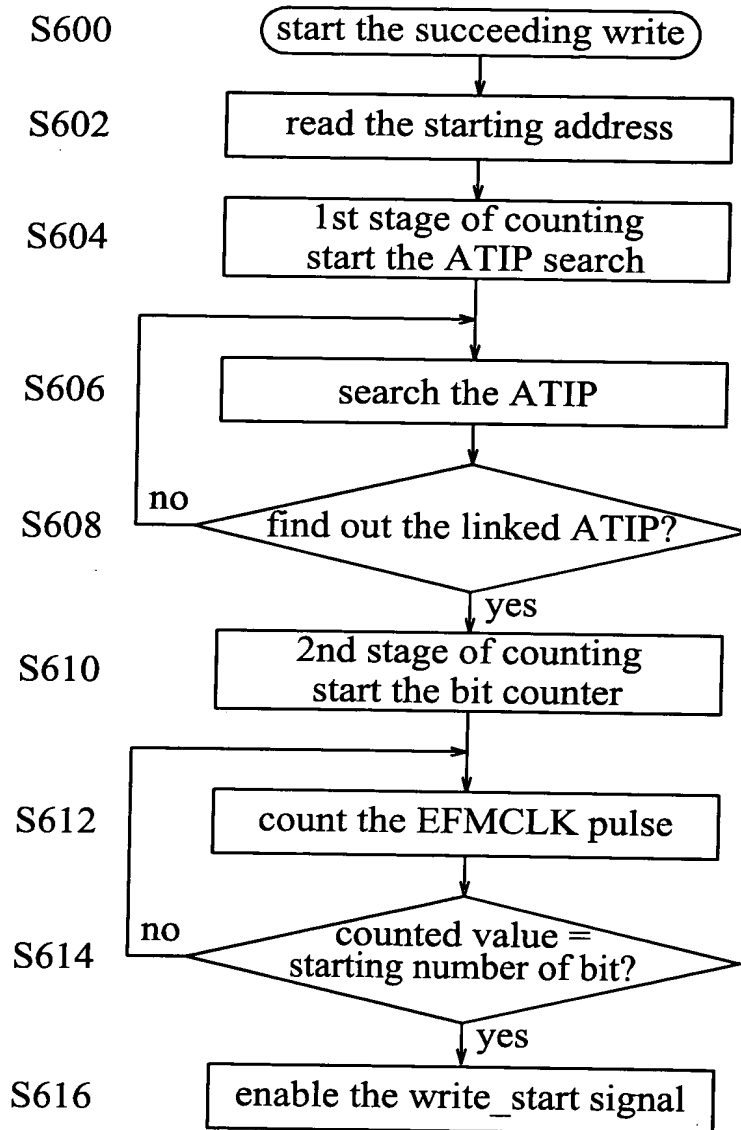 S600
start the succeeding write
S602
read the starting address
S604
1st stage of counting
start the ATIP search
S606
search the ATIP
S608
no
find out the linked ATIP?
yes
S610
2nd stage of counting
start the bit counter
S612
count the EFMCLK pulse
S614
no
counted value =
starting number of bit?
yes
S616
enable the write_start signal